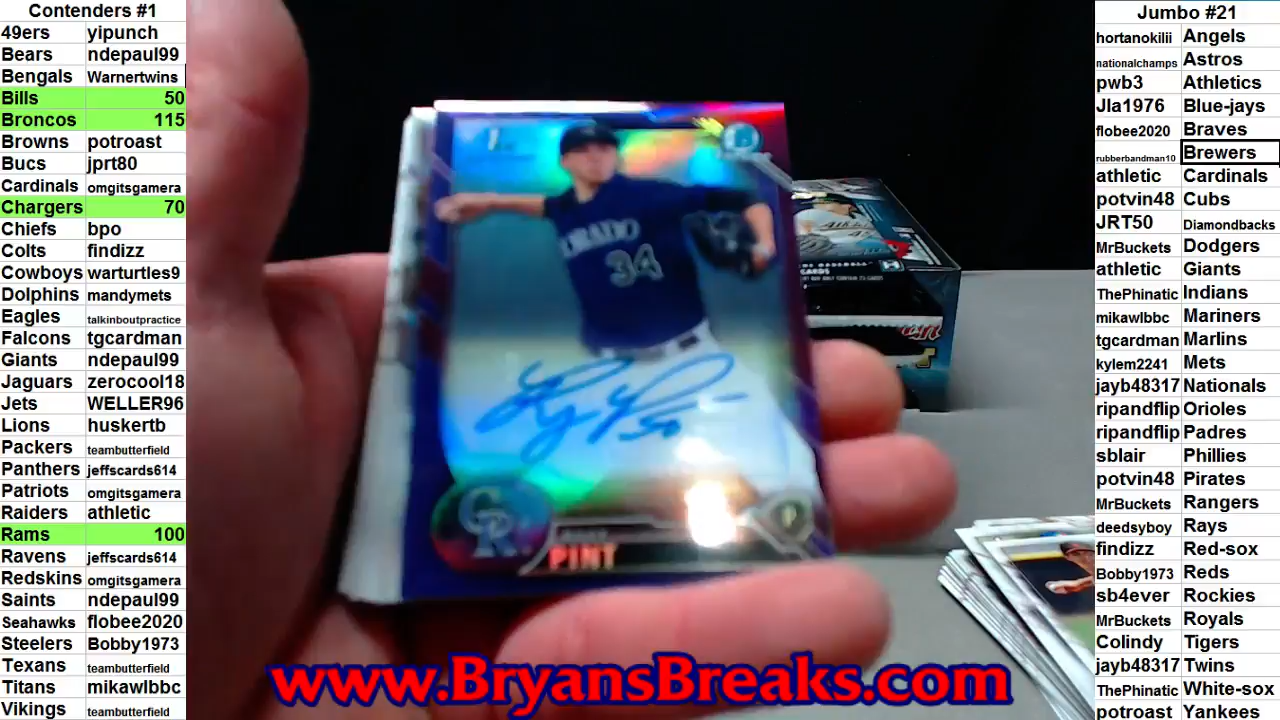 Contenders #1
49ers yipunch
Bears ndepaul99
Bengals Warnertwins
Bills 50
Broncos 115
Browns potroast
Bucs jprt80
Cardinals omgitsgamera
Chargers 70
Chiefs bpo
Colts findizz
Cowboys warturtles9
Dolphins mandymets
Eagles talkinboutpractice
Falcons tgcardman
Giants ndepaul99
Jaguars zerocool18
Jets WELLER96
Lions huskertb
Packers teambutterfield
Panthers jeffscards614
Patriots omgitsgamera
Raiders athletic
Rams 100
Ravens jeffscards614
Redskins omgitsgamera
Saints ndepaul99
Seahawks flobee2020
Steelers Bobby1973
Texans teambutterfield
Titans mikawlbbc
Vikings teambutterfield
ORADO
34
CR
PINT
P
CARDS
www.BryansBreaks.com
Jumbo #21
hortanokilii Angels
nationalchamps Astros
pwb3 Athletics
Jla1976 Blue-jays
flobee2020 Braves
rubberbandman10 Brewers
athletic Cardinals
potvin48 Cubs
JRT50 Diamondbacks
MrBuckets Dodgers
athletic Giants
ThePhinatic Indians
mikawlbbc Mariners
tgcardman Marlins
kylem2241 Mets
jayb48317 Nationals
ripandflip Orioles
ripandflip Padres
sblair Phillies
potvin48 Pirates
MrBuckets Rangers
deedsyboy Rays
findizz Red-sox
Bobby1973 Reds
sb4ever Rockies
MrBuckets Royals
Colindy Tigers
jayb48317 Twins
ThePhinatic White-sox
potroast Yankees